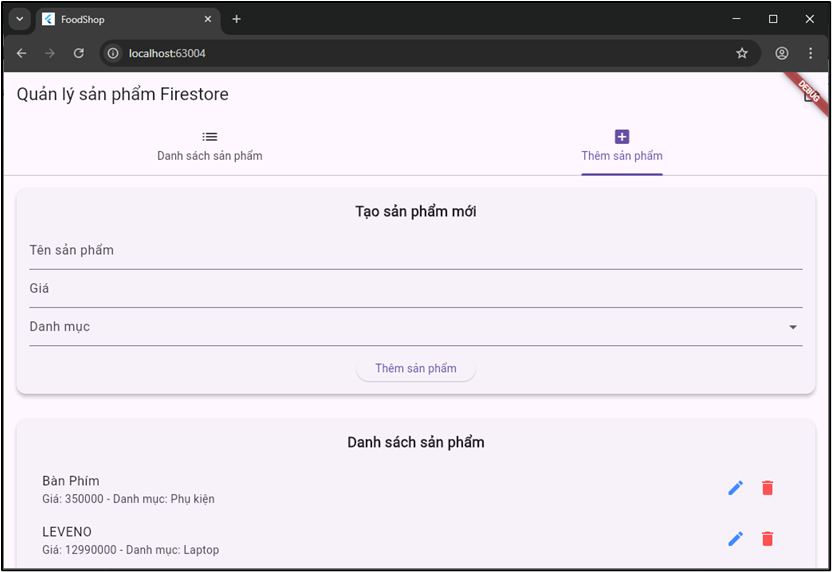 FoodShop
localhost:63004
Quản lý sản phẩm Firestore
DEBUG
Danh sách sản phẩm
Thêm sản phẩm
Tạo sản phẩm mới
Tên sản phẩm
Giá
Danh mục
Thêm sản phẩm
Danh sách sản phẩm
Bàn Phím
Giá: 350000 - Danh mục: Phụ kiện
LEVENO
Giá: 12990000 - Danh mục: Laptop